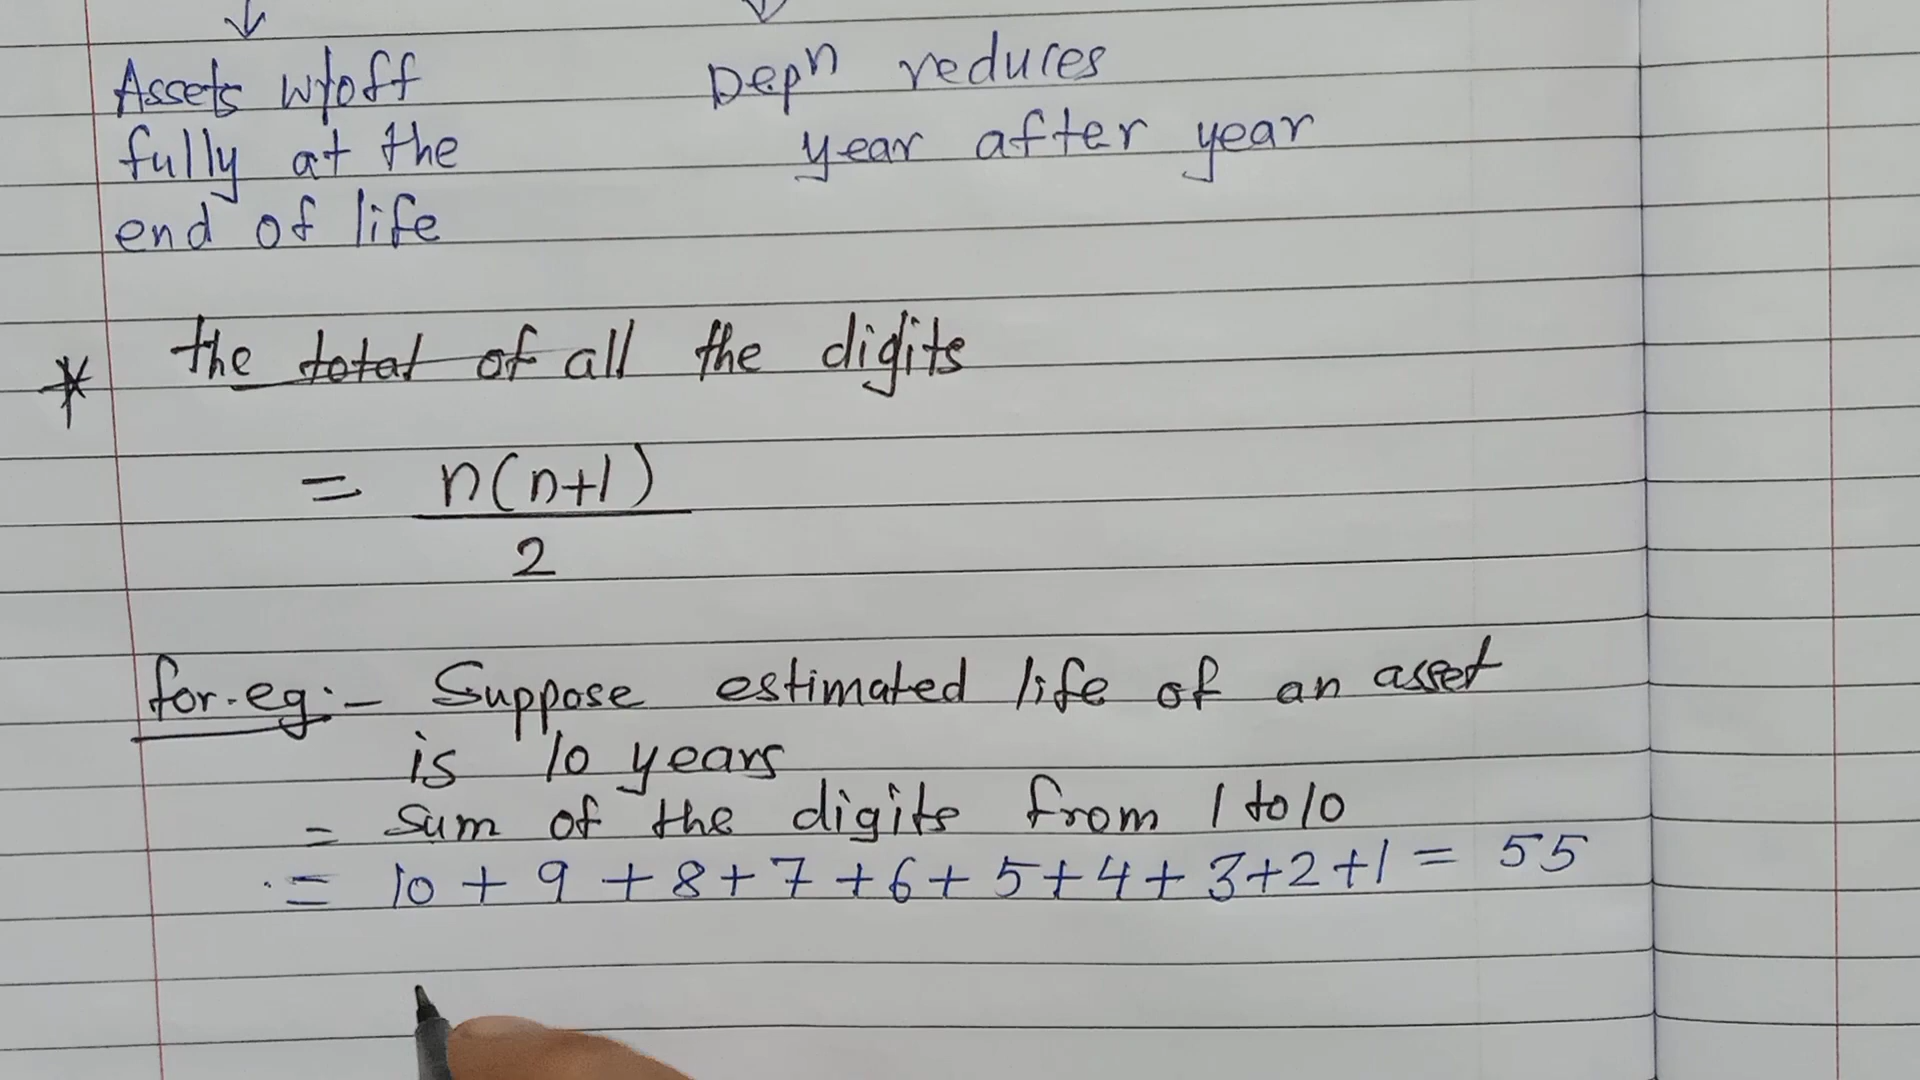 Assets w/off
fully at the
end of life
Depn reduces
year after year
* the total of all the digits
= n(n+1)
2
for.eg:- Suppose estimated life of an asset
is 10 years
= sum of the digits from 1 to 10
= 10 + 9 + 8 + 7 + 6 + 5 + 4 + 3 + 2 + 1 = 55